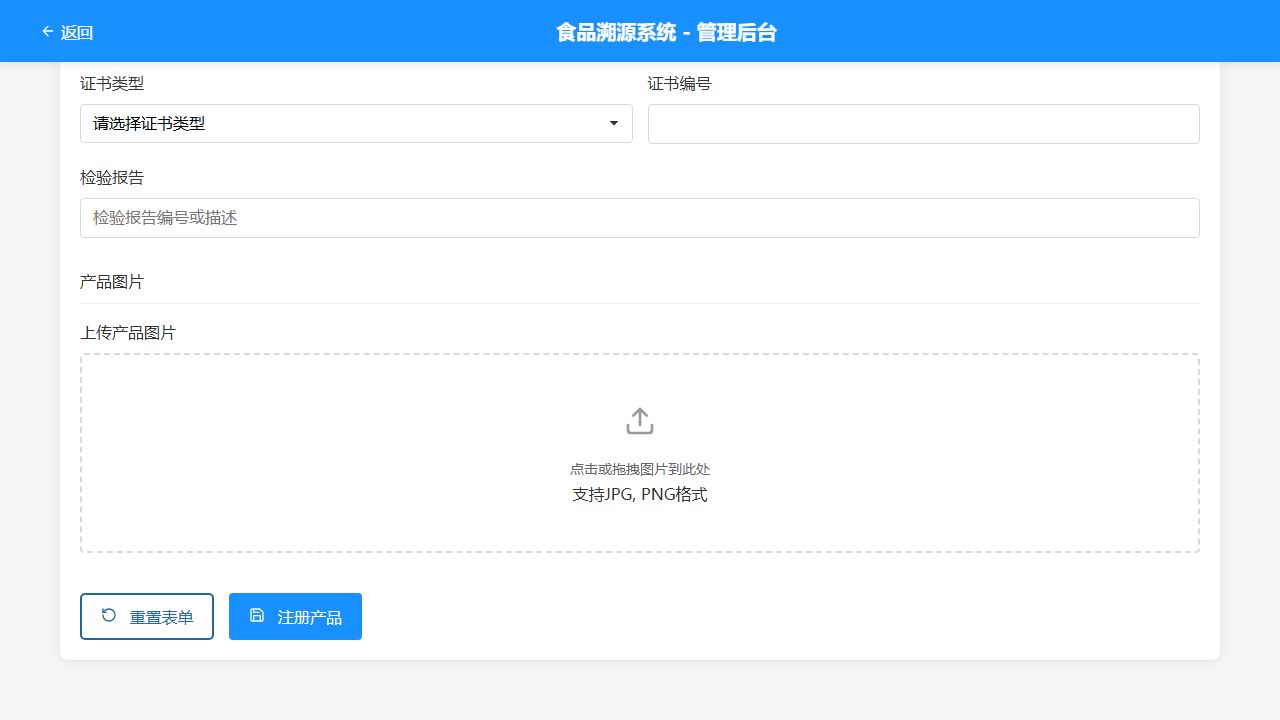 返回
食品溯源系统 - 管理后台
证书类型
证书编号
请选择证书类型
检验报告
检验报告编号或描述
产品图片
上传产品图片
点击或拖拽图片到此处
支持JPG, PNG格式
重置表单
注册产品